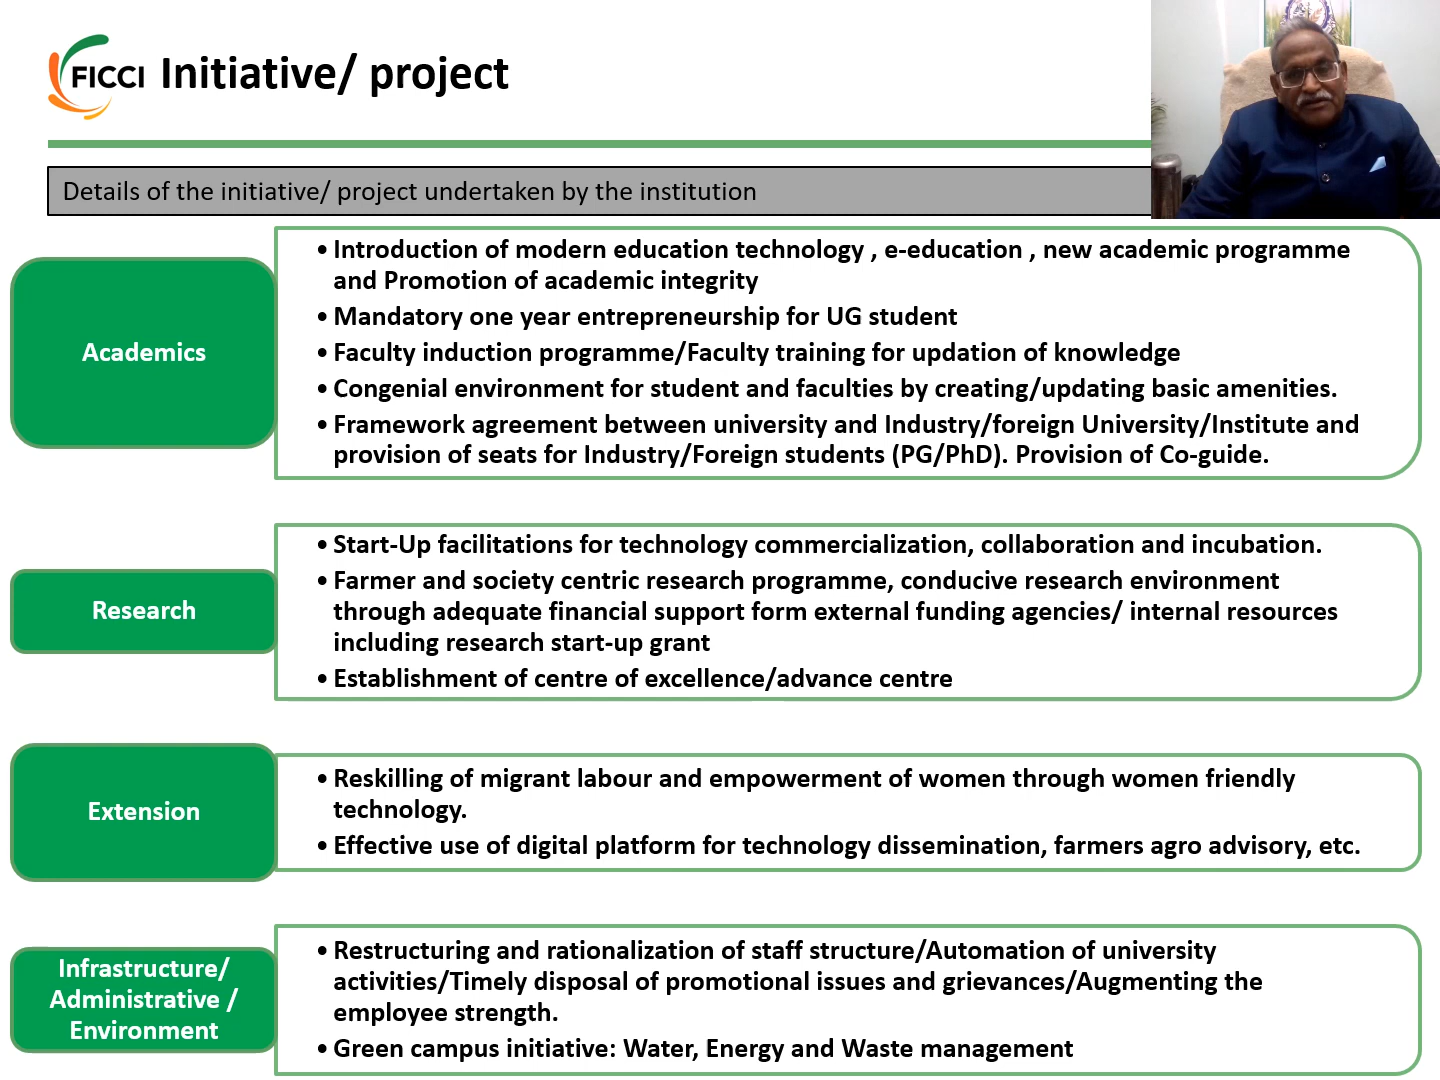 FICCI Initiative/ project
Details of the initiative/ project undertaken by the institution
Academics
• Introduction of modern education technology , e-education , new academic programme
and Promotion of academic integrity
• Mandatory one year entrepreneurship for UG student
• Faculty induction programme/Faculty training for updation of knowledge
• Congenial environment for student and faculties by creating/updating basic amenities.
• Framework agreement between university and Industry/foreign University/Institute and
provision of seats for Industry/Foreign students (PG/PhD). Provision of Co-guide.
Research
• Start-Up facilitations for technology commercialization, collaboration and incubation.
• Farmer and society centric research programme, conducive research environment
through adequate financial support form external funding agencies/ internal resources
including research start-up grant
• Establishment of centre of excellence/advance centre
Extension
• Reskilling of migrant labour and empowerment of women through women friendly
technology.
• Effective use of digital platform for technology dissemination, farmers agro advisory, etc.
Infrastructure/
Administrative /
Environment
• Restructuring and rationalization of staff structure/Automation of university
activities/Timely disposal of promotional issues and grievances/Augmenting the
employee strength.
• Green campus initiative: Water, Energy and Waste management